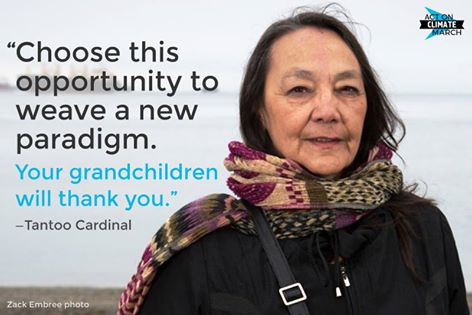 “Choose this
opportunity to
weave a new
paradigm.
Your grandchildren
will thank you.”
–Tantoo Cardinal
ACT ON
CLIMATE
MARCH
Zack Embree photo